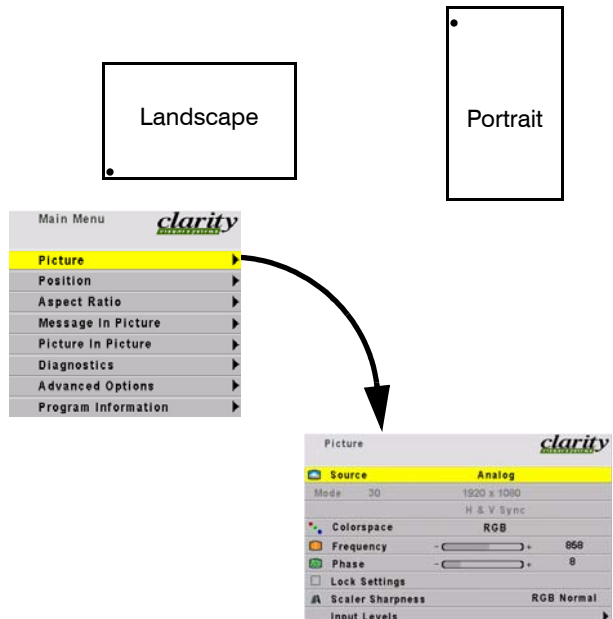 Landscape
Portrait
Main Menu
clarity
Picture
Position
Aspect Ratio
Message In Picture
Picture In Picture
Diagnostics
Advanced Options
Program Information
Picture
clarity
Source Analog
Mode 30 1920 x 1080
H & V Sync
Colorspace RGB
Frequency - + 858
Phase - + 8
Lock Settings
Scaler Sharpness RGB Normal
Input Levels